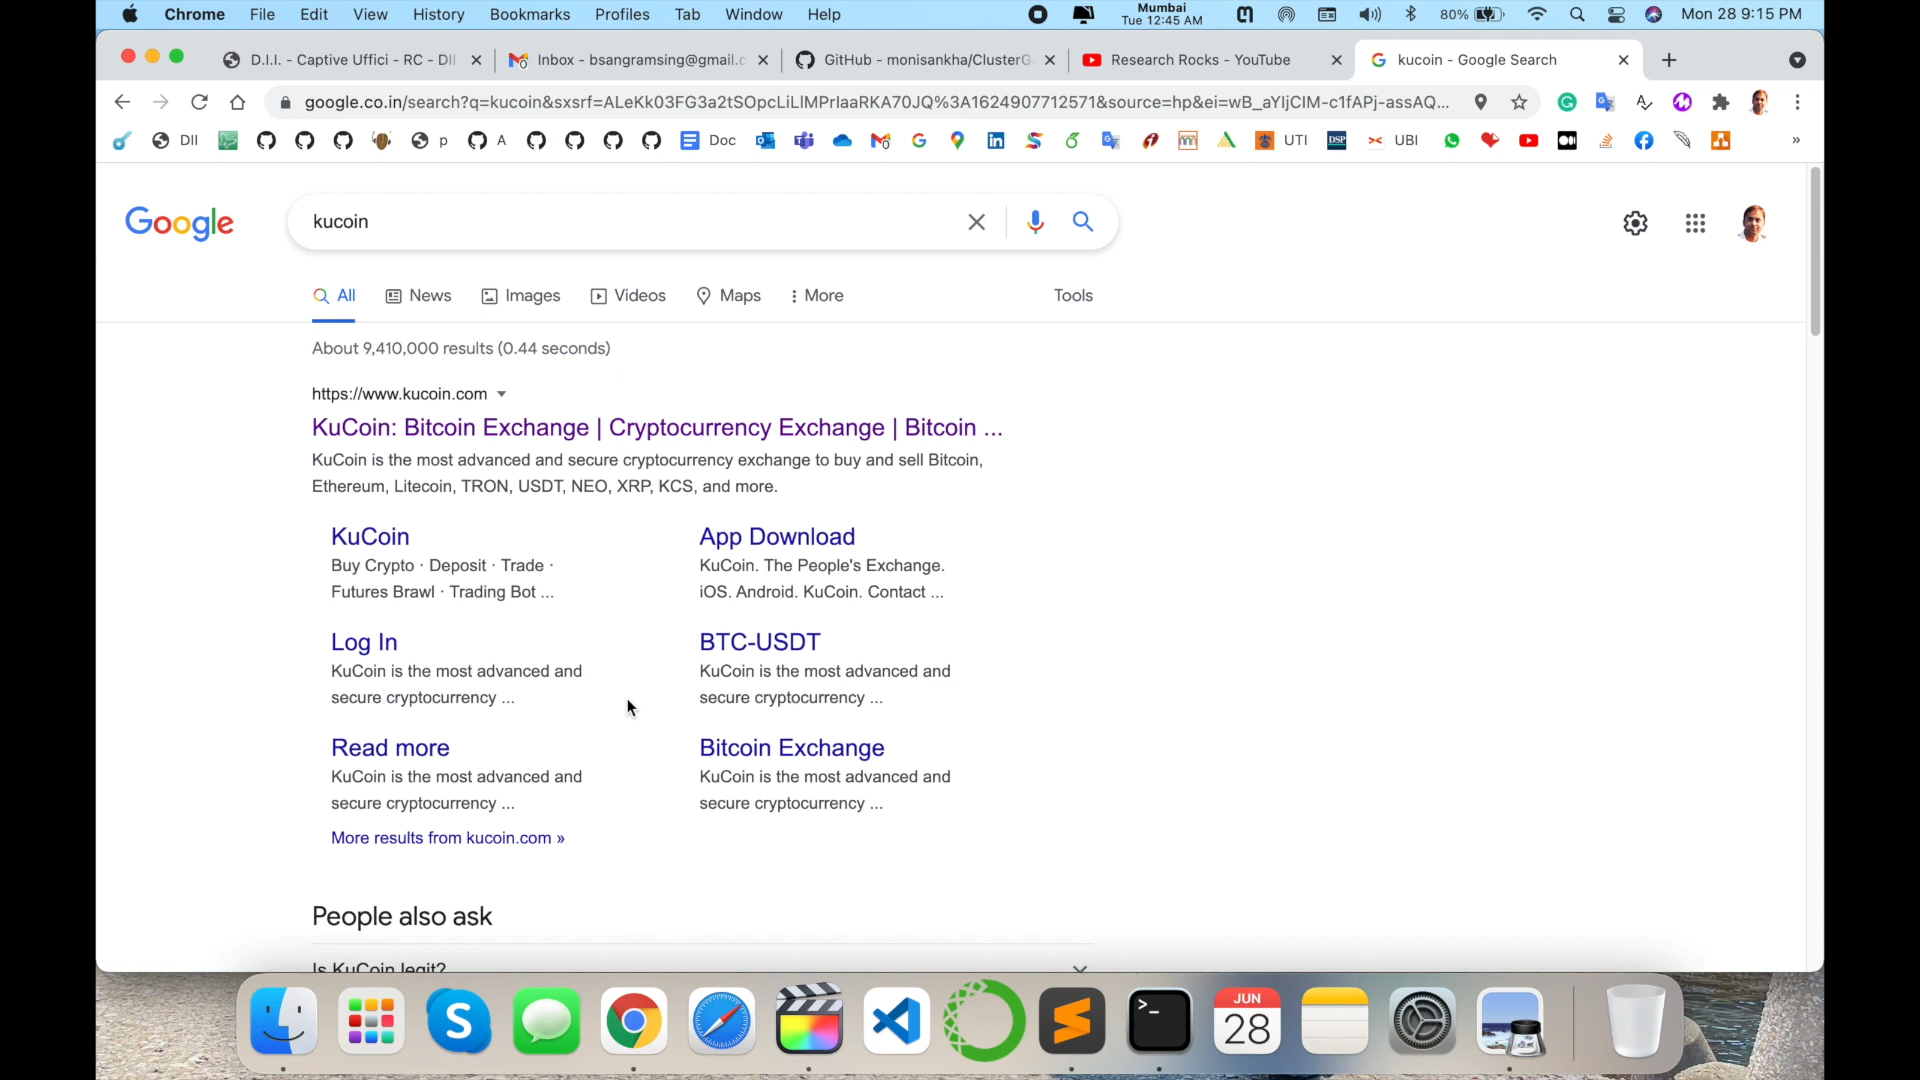 Chrome File Edit View History Bookmarks Profiles Tab Window Help
Mumbai
Tue 12:45 AM
80%
Mon 28 9:15 PM
D.I.I. - Captive Uffici - RC - DII
Inbox - bsangramsing@gmail.c
GitHub - monisankha/ClusterG
Research Rocks - YouTube
kucoin - Google Search
google.co.in/search?q=kucoin&sxsrf=ALeKk03FG3a2tSOpcLiLIMPrlaaRKA70JQ%3A1624907712571&source=hp&ei=wB_aYIjCIM-c1fAPj-assAQ...
DII
p
A
Doc
UTI
DSP
UBI
»
Google
kucoin
All News Images Videos Maps More Tools
About 9,410,000 results (0.44 seconds)
https://www.kucoin.com
KuCoin: Bitcoin Exchange | Cryptocurrency Exchange | Bitcoin ...
KuCoin is the most advanced and secure cryptocurrency exchange to buy and sell Bitcoin,
Ethereum, Litecoin, TRON, USDT, NEO, XRP, KCS, and more.
KuCoin
Buy Crypto · Deposit · Trade ·
Futures Brawl · Trading Bot ...
App Download
KuCoin. The People's Exchange.
iOS. Android. KuCoin. Contact ...
Log In
KuCoin is the most advanced and
secure cryptocurrency ...
BTC-USDT
KuCoin is the most advanced and
secure cryptocurrency ...
Read more
KuCoin is the most advanced and
secure cryptocurrency ...
Bitcoin Exchange
KuCoin is the most advanced and
secure cryptocurrency ...
More results from kucoin.com »
People also ask
Is KuCoin legit?
JUN
28